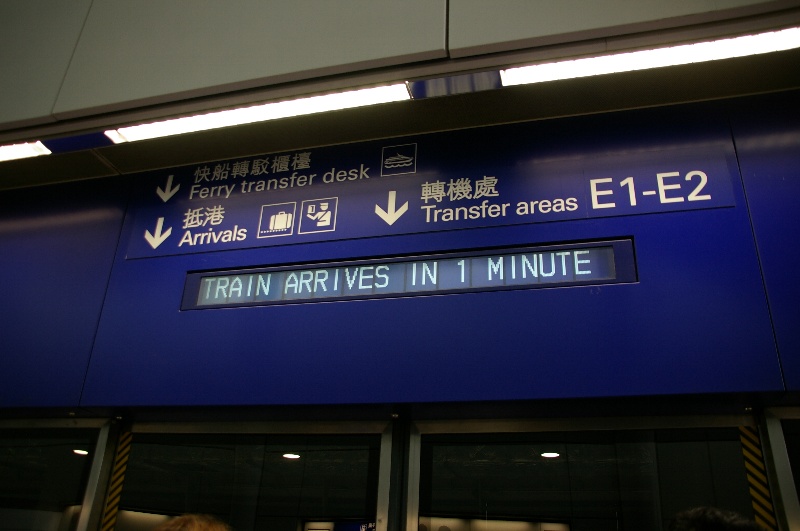 快船轉駁櫃檯
Ferry transfer desk
抵港
Arrivals
轉機處
Transfer areas
E1-E2
TRAIN ARRIVES IN 1 MINUTE